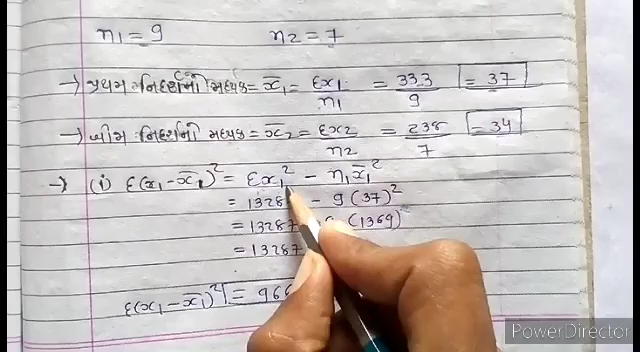 n1 = 9 n2 = 7
→ પ્રથમ નિદર્શનો મધ્યક = x̄1 = Σx1/n1 = 333/9 = 37
→ બીજા નિદર્શનો મધ્યક = x̄2 = Σx2/n2 = 238/7 = 34
→ (i) Σ(x1 - x̄1)² = Σx1² - n1x̄1²
= 1328 - 9(37)²
= 13287 (1369)
= 13287
Σ(x1 - x̄1)² = 966
PowerDirector